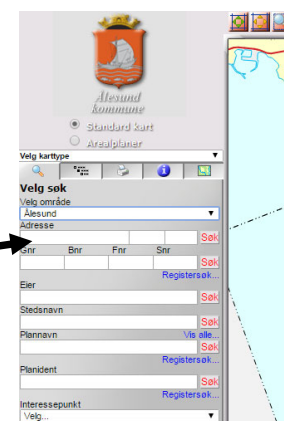 Ålesund
kommune
Standard kart
Arealplaner
Velg karttype
Velg søk
Velg område
Ålesund
Adresse
Søk
Gnr Bnr Fnr Snr
Søk
Registersøk...
Eier
Søk
Stedsnavn
Søk
Plannavn Vis alle...
Søk
Registersøk...
Planident
Søk
Registersøk...
Interessepunkt
Velg...